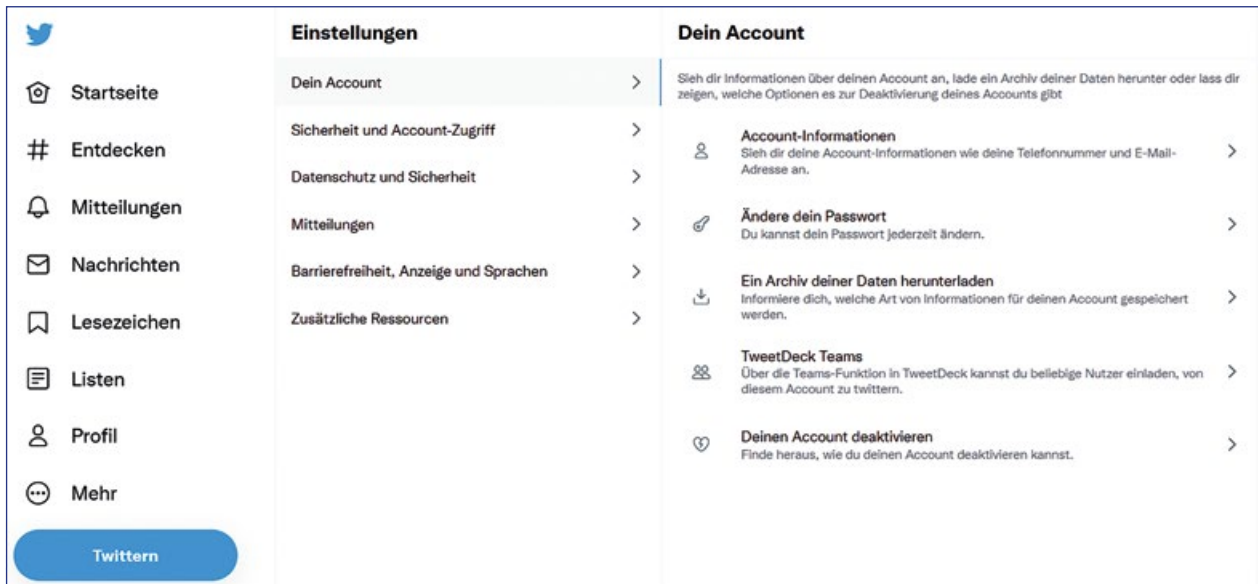 Startseite
Entdecken
Mitteilungen
Nachrichten
Lesezeichen
Listen
Profil
Mehr
Twittern
Einstellungen
Dein Account
Sicherheit und Account-Zugriff
Datenschutz und Sicherheit
Mitteilungen
Barrierefreiheit, Anzeige und Sprachen
Zusätzliche Ressourcen
Dein Account
Sieh dir Informationen über deinen Account an, lade ein Archiv deiner Daten herunter oder lass dir
zeigen, welche Optionen es zur Deaktivierung deines Accounts gibt
Account-Informationen
Sieh dir deine Account-Informationen wie deine Telefonnummer und E-Mail-
Adresse an.
Ändere dein Passwort
Du kannst dein Passwort jederzeit ändern.
Ein Archiv deiner Daten herunterladen
Informiere dich, welche Art von Informationen für deinen Account gespeichert
werden.
TweetDeck Teams
Über die Teams-Funktion in TweetDeck kannst du beliebige Nutzer einladen, von
diesem Account zu twittern.
Deinen Account deaktivieren
Finde heraus, wie du deinen Account deaktivieren kannst.